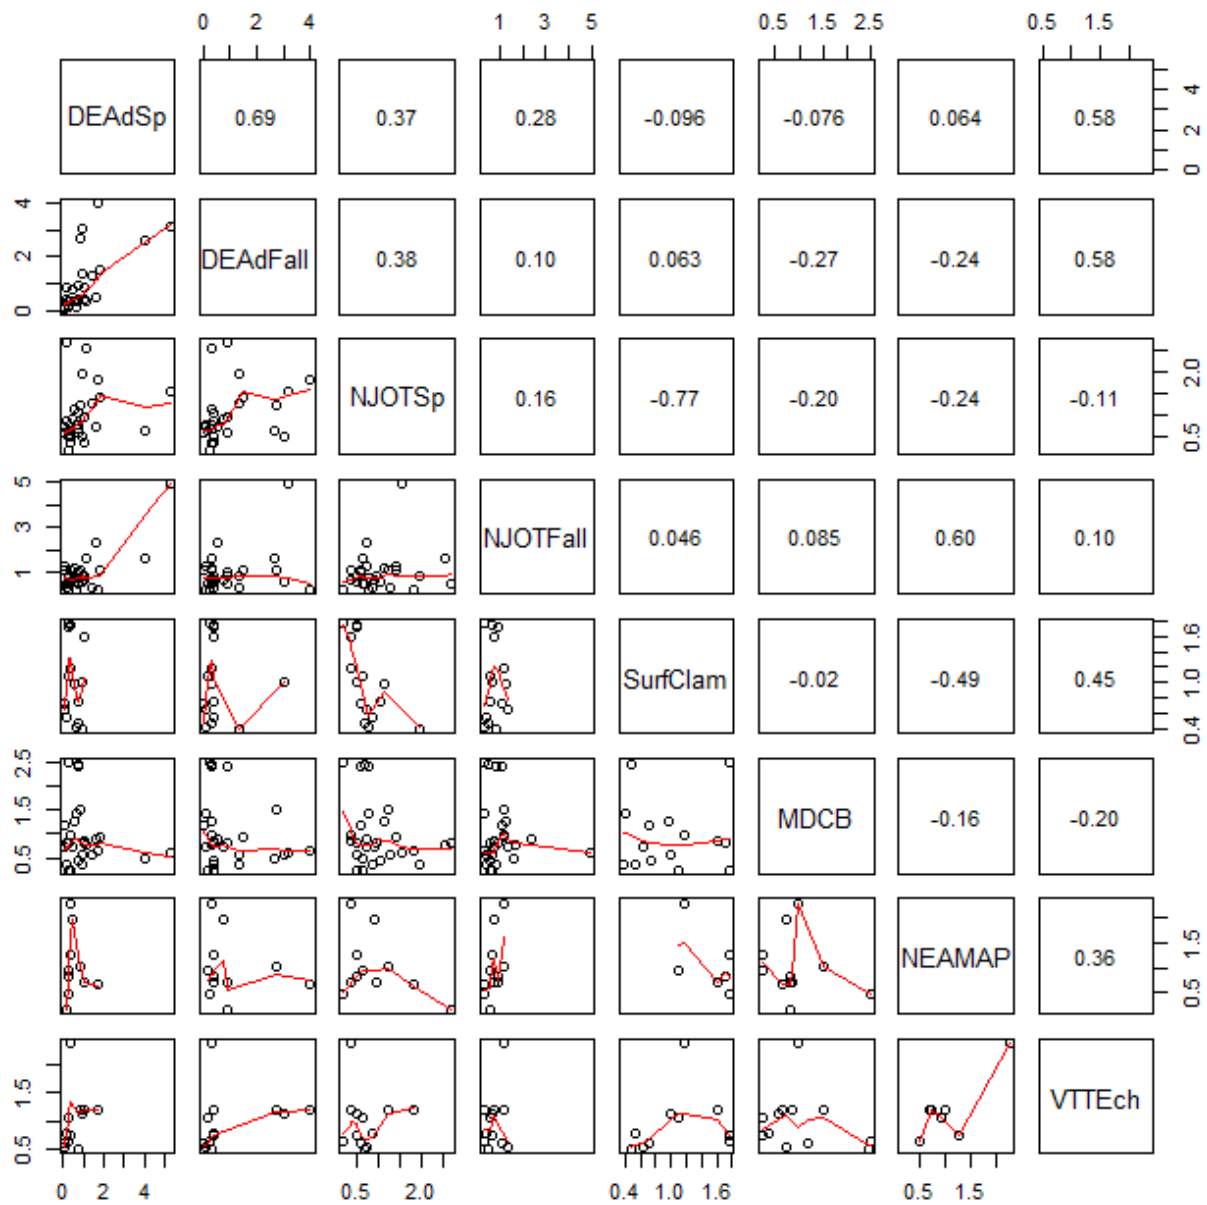 0 2 4 1 3 5 0.5 1.5 2.5 0.5 1.5
DEAdSp 0.69 0.37 0.28 -0.096 -0.076 0.064 0.58 0 2 4
0 2 4 DEAdFall 0.38 0.10 0.063 -0.27 -0.24 0.58
NJOTSp 0.16 -0.77 -0.20 -0.24 -0.11 0.5 2.0
1 3 5 NJOTFall 0.046 0.085 0.60 0.10
SurfClam -0.02 -0.49 0.45 0.4 1.0 1.6
0.5 1.5 2.5 MDCB -0.16 -0.20
NEAMAP 0.36 0.5 1.5
0.5 1.5 VTTEch
0 2 4 0.5 2.0 0.4 1.0 1.6 0.5 1.5